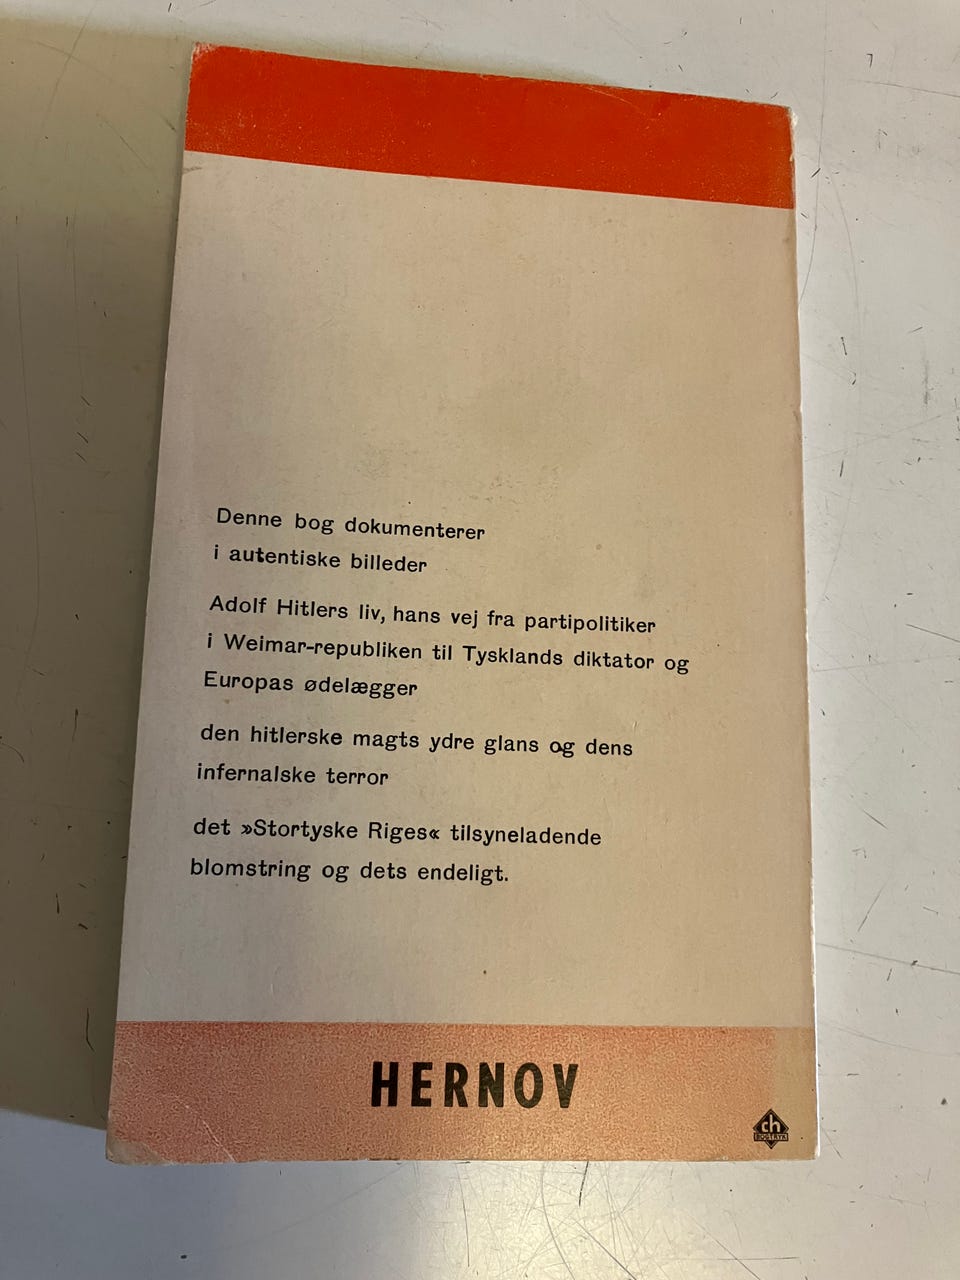 Denne bog dokumenterer
i autentiske billeder
Adolf Hitlers liv, hans vej fra partipolitiker
i Weimar-republiken til Tysklands diktator og
Europas ødelægger
den hitlerske magts ydre glans og dens
infernalske terror
det »Stortyske Riges« tilsyneladende
blomstring og dets endeligt.
HERNOV
ch
BOGTRYK